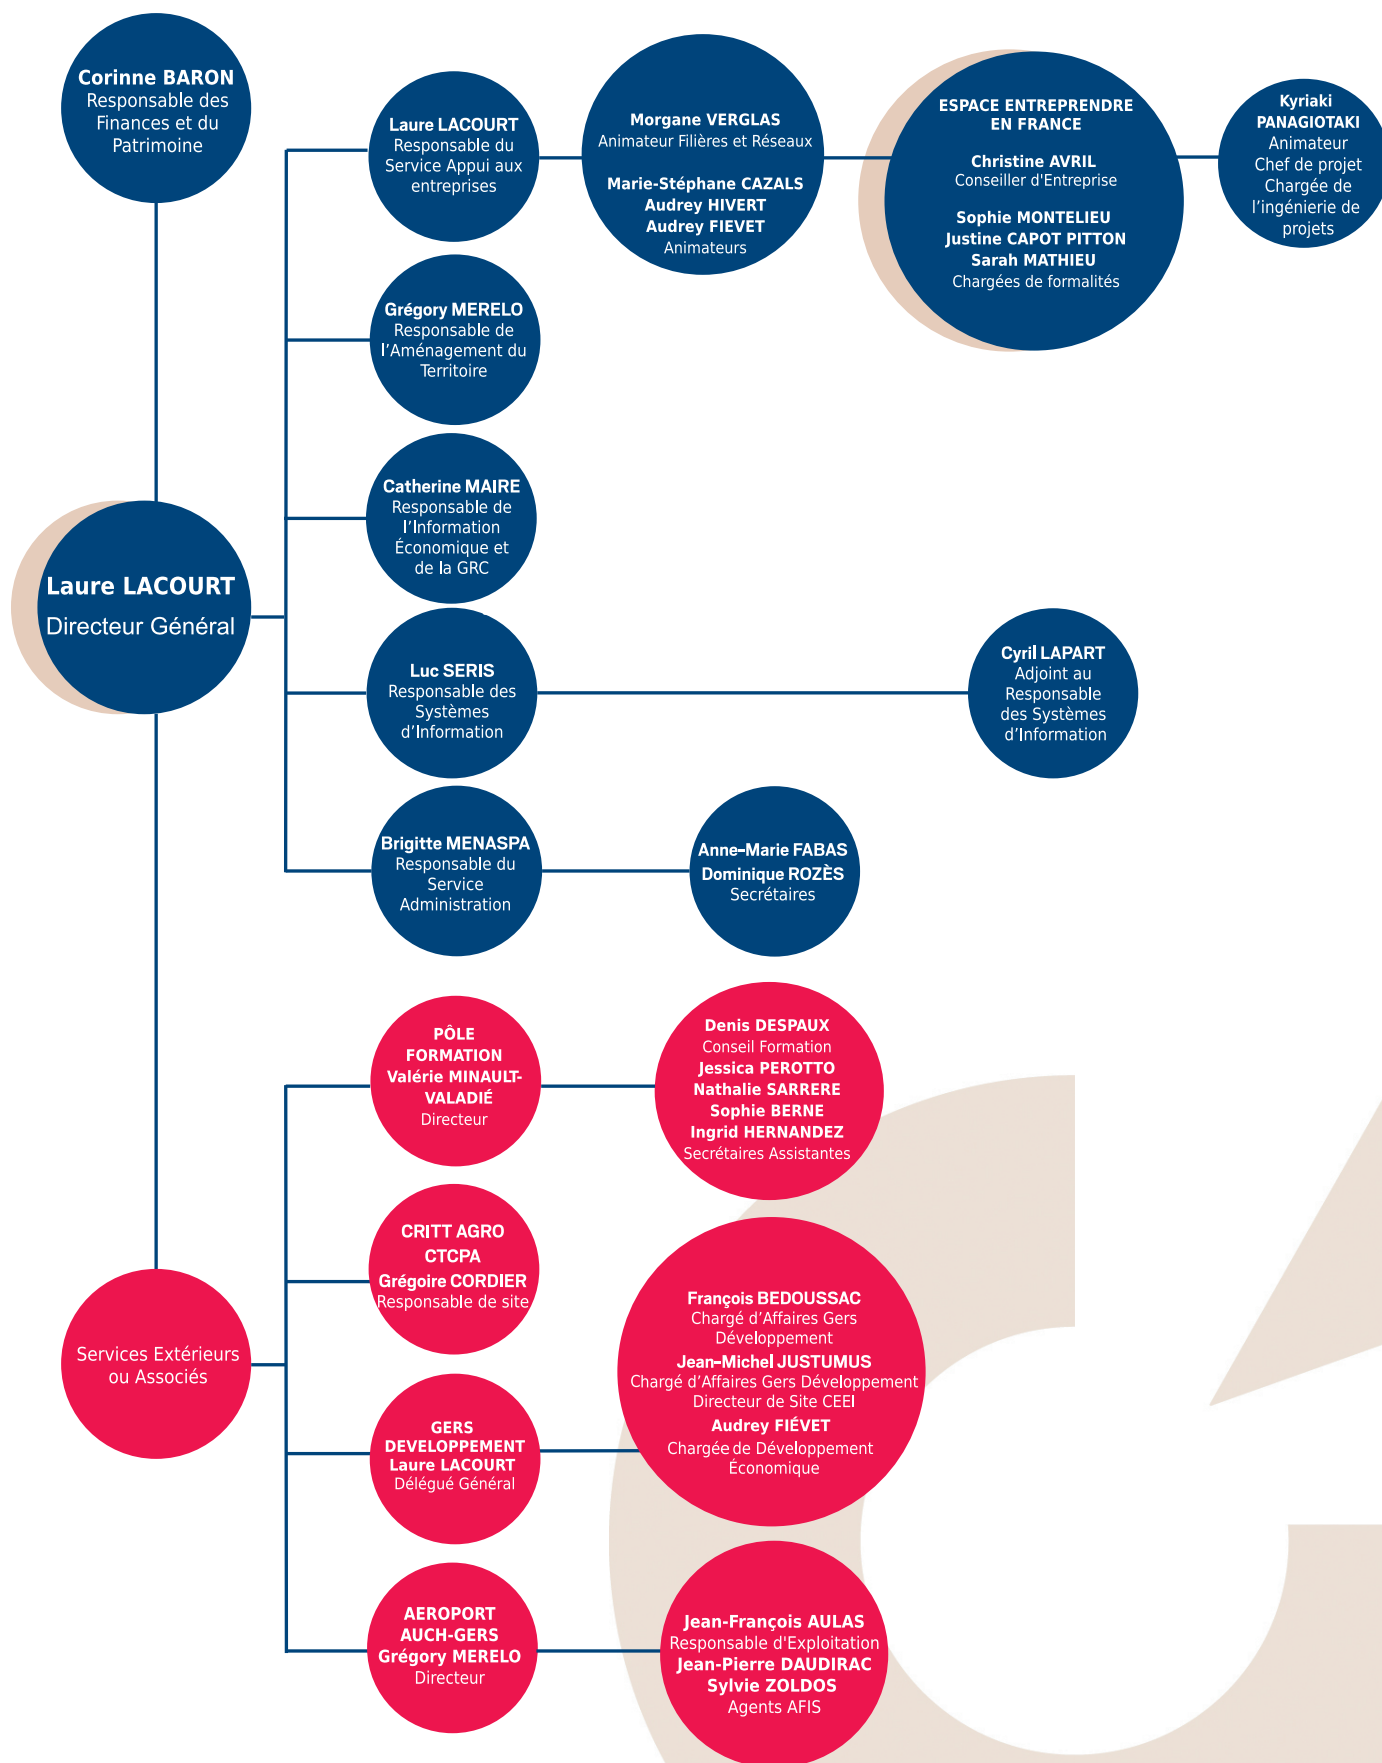 Corinne BARON
Responsable des
Finances et du
Patrimoine
Laure LACOURT
Directeur Général
Laure LACOURT
Responsable du
Service Appui aux
entreprises
Morgane VERGLAS
Animateur Filières et Réseaux
Marie-Stéphane CAZALS
Audrey HIVERT
Audrey FIEVET
Animateurs
ESPACE ENTREPRENDRE
EN FRANCE
Christine AVRIL
Conseiller d'Entreprise
Sophie MONTELIEU
Justine CAPOT PITTON
Sarah MATHIEU
Chargées de formalités
Kyriaki
PANAGIOTAKI
Animateur
Chef de projet
Chargée de
l’ingénierie de
projets
Grégory MERELO
Responsable de
l’Aménagement du
Territoire
Catherine MAIRE
Responsable de
l’Information
Économique et
de la GRC
Luc SERIS
Responsable des
Systèmes
d’Information
Cyril LAPART
Adjoint au
Responsable
des Systèmes
d’Information
Brigitte MENASPA
Responsable du
Service
Administration
Anne-Marie FABAS
Dominique ROZÈS
Secrétaires
Services Extérieurs
ou Associés
PÔLE
FORMATION
Valérie MINAULT-
VALADIÉ
Directeur
Denis DESPAUX
Conseil Formation
Jessica PEROTTO
Nathalie SARRERE
Sophie BERNE
Ingrid HERNANDEZ
Secrétaires Assistantes
CRITT AGRO
CTCPA
Grégoire CORDIER
Responsable de site
GERS
DEVELOPPEMENT
Laure LACOURT
Délégué Général
François BEDOUSSAC
Chargé d’Affaires Gers
Développement
Jean-Michel JUSTUMUS
Chargé d’Affaires Gers Développement
Directeur de Site CEEI
Audrey FIÉVET
Chargée de Développement
Économique
AEROPORT
AUCH-GERS
Grégory MERELO
Directeur
Jean-François AULAS
Responsable d'Exploitation
Jean-Pierre DAUDIRAC
Sylvie ZOLDOS
Agents AFIS